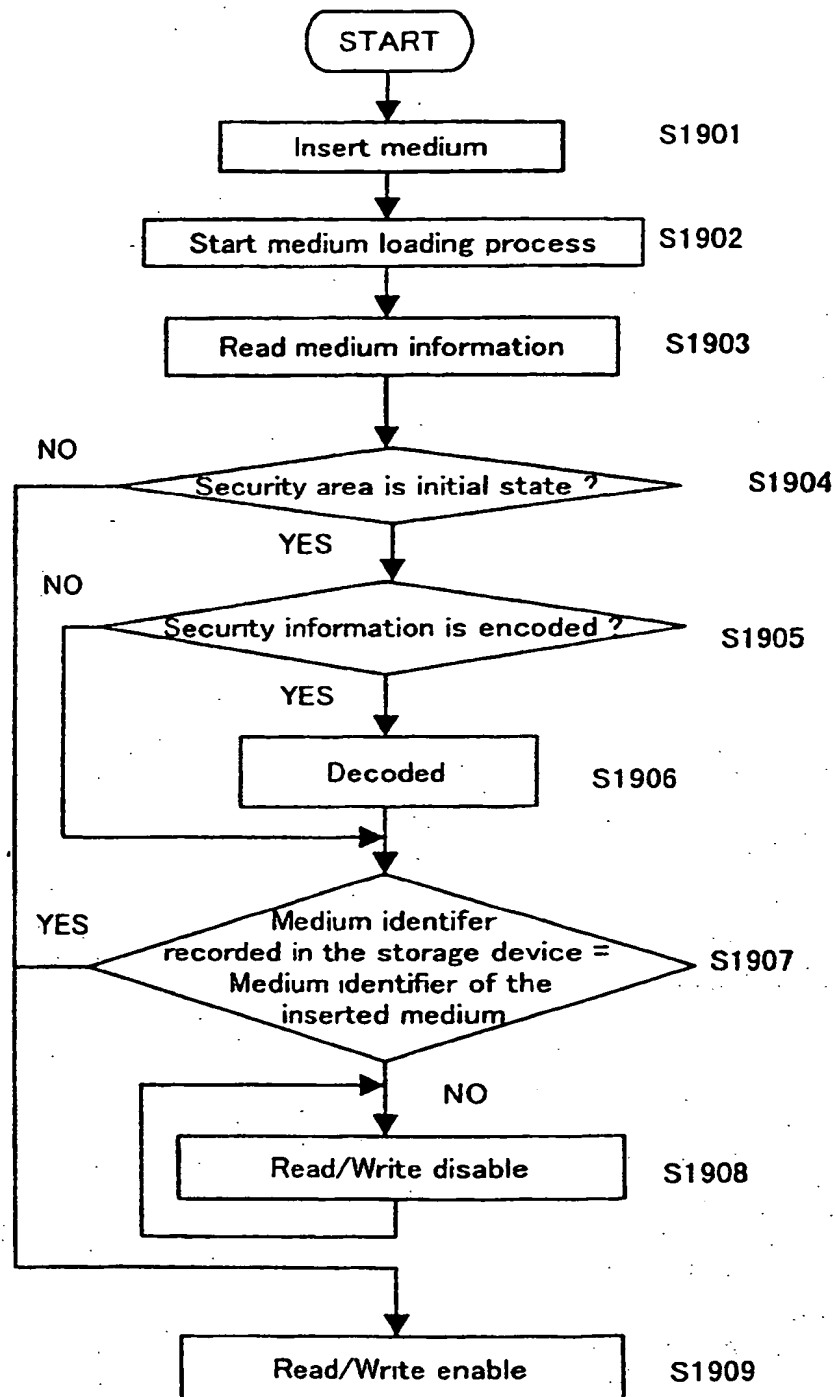 START
Insert medium
S1901
Start medium loading process
S1902
Read medium information
S1903
NO
Security area is initial state ?
S1904
YES
NO
Security information is encoded ?
S1905
YES
Decoded
S1906
YES
Medium identifer
recorded in the storage device =
Medium identifier of the
inserted medium
S1907
NO
Read/Write disable
S1908
Read/Write enable
S1909